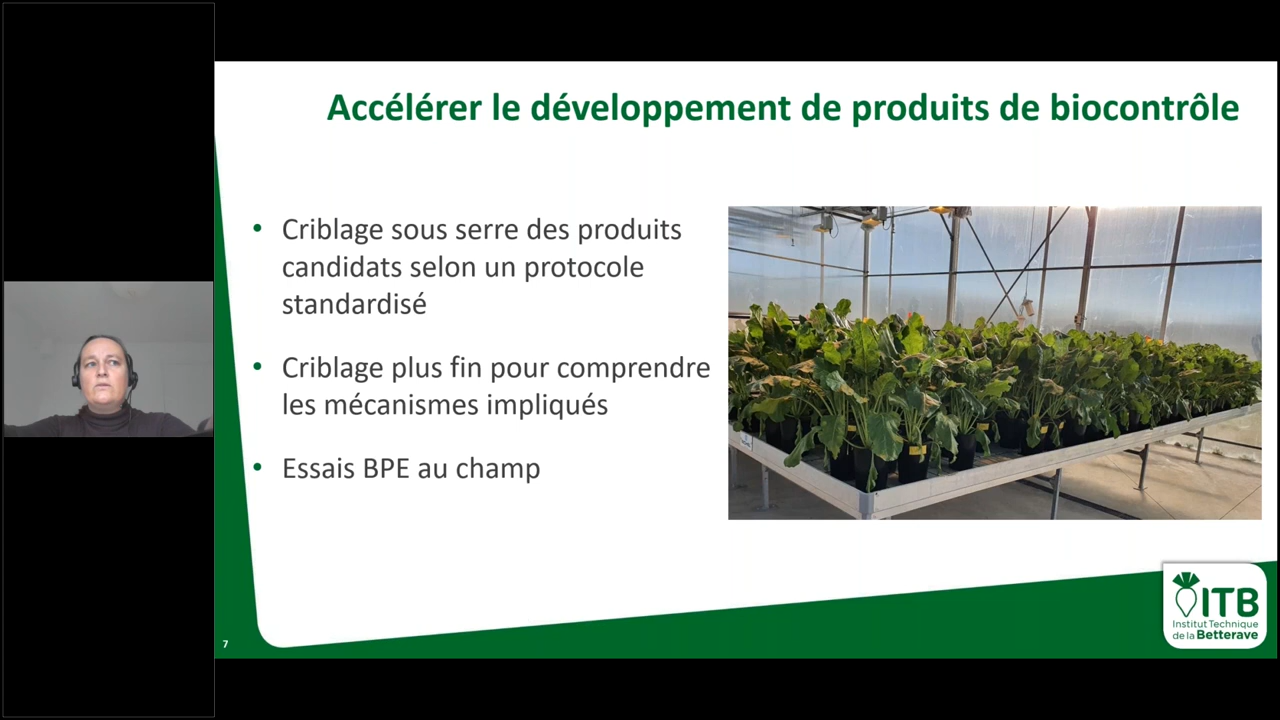 Accélérer le développement de produits de biocontrôle
• Criblage sous serre des produits
candidats selon un protocole
standardisé
• Criblage plus fin pour comprendre
les mécanismes impliqués
• Essais BPE au champ
7
ITB
Institut Technique
de la Betterave